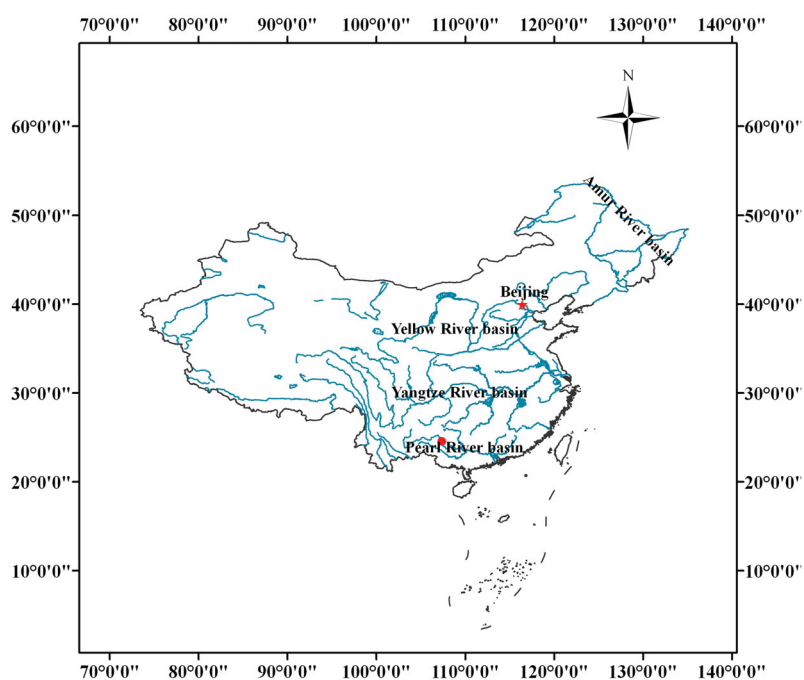 70°0'0" 80°0'0" 90°0'0" 100°0'0" 110°0'0" 120°0'0" 130°0'0" 140°0'0"
N
60°0'0" 60°0'0"
Amur River basin
50°0'0" 50°0'0"
Beijing
40°0'0" 40°0'0"
Yellow River basin
30°0'0" Yangtze River basin 30°0'0"
Pearl River basin
20°0'0" 20°0'0"
10°0'0" 10°0'0"
70°0'0" 80°0'0" 90°0'0" 100°0'0" 110°0'0" 120°0'0" 130°0'0" 140°0'0"